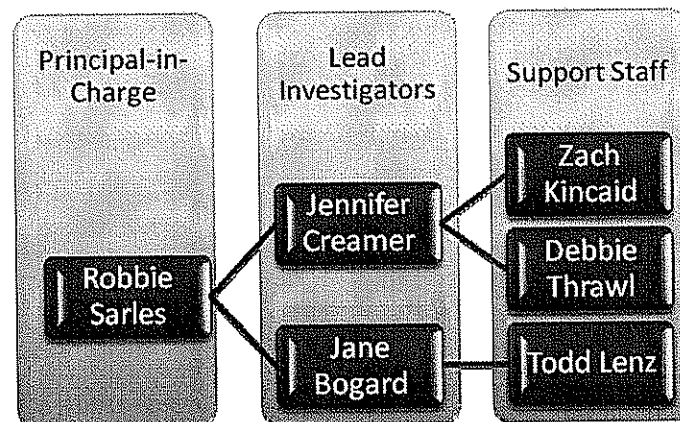 Principal-in-
Charge
Lead
Investigators
Support Staff
Robbie
Sarles
Jennifer
Creamer
Jane
Bogard
Zach
Kincaid
Debbie
Thrawl
Todd Lenz